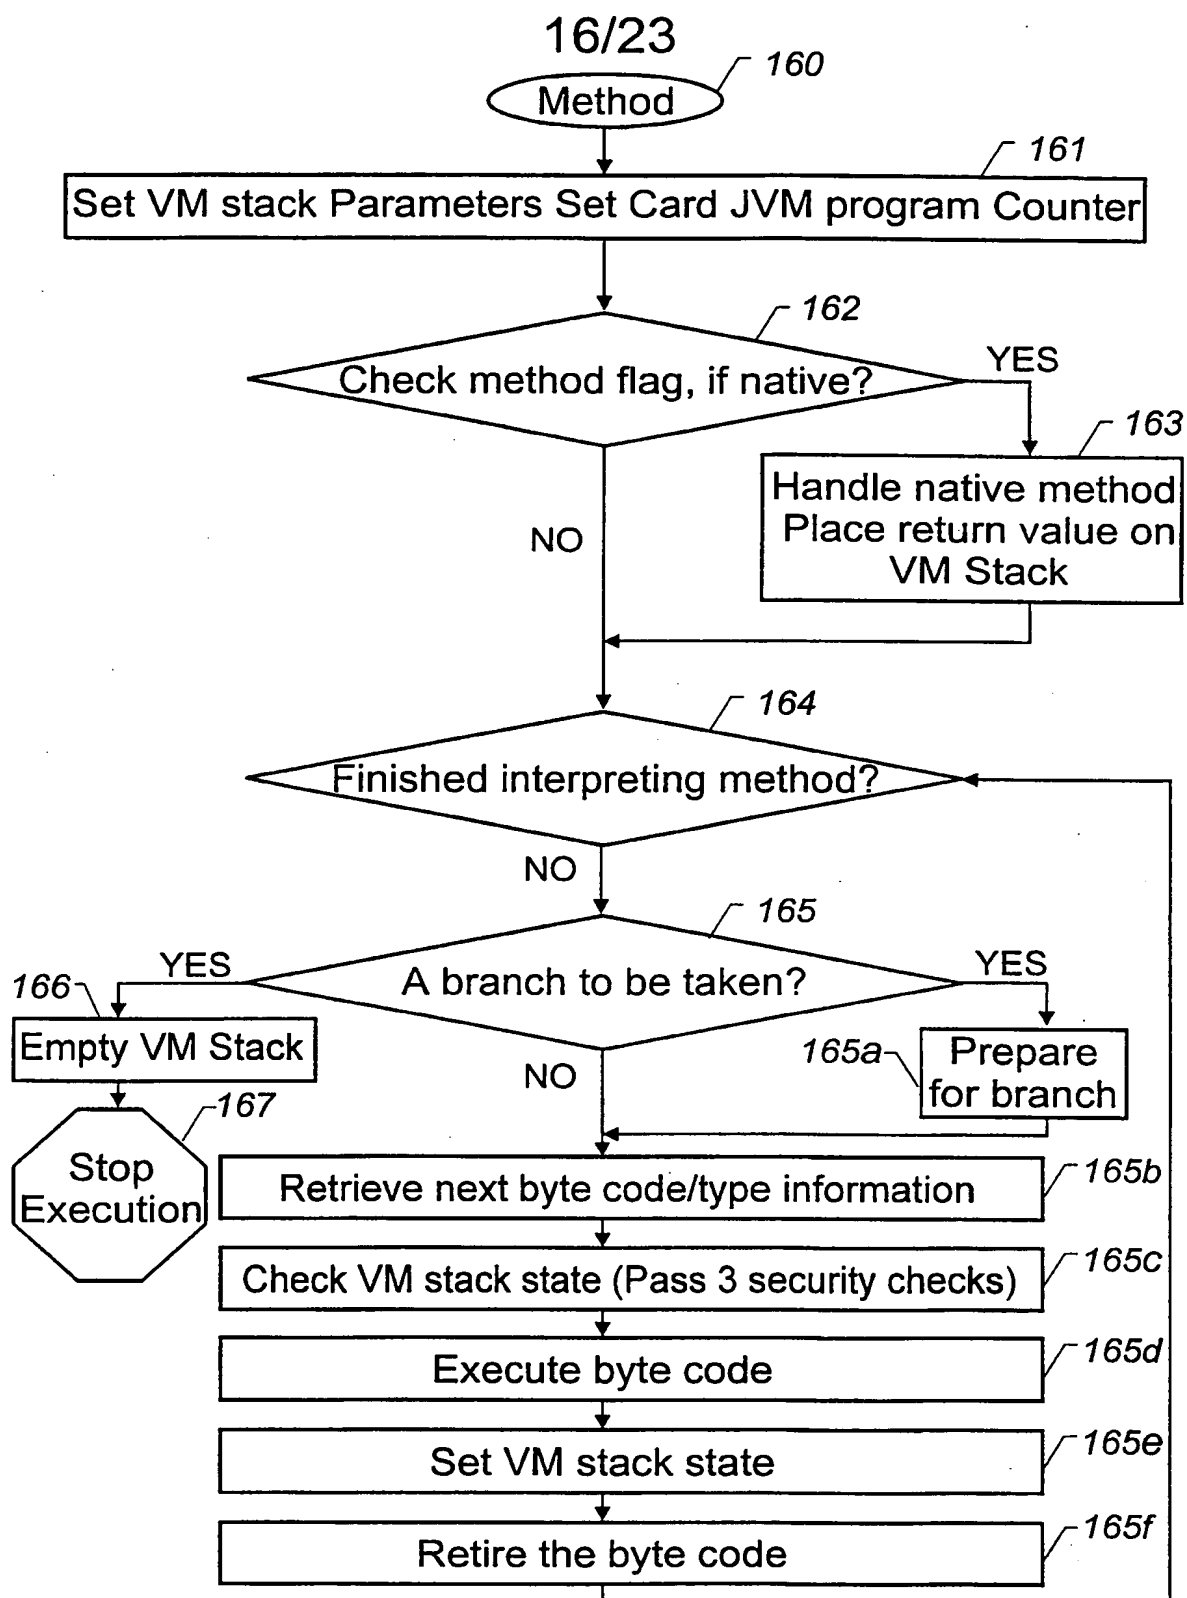 16/23
160
Method
161
Set VM stack Parameters Set Card JVM program Counter
162
Check method flag, if native?
YES
163
Handle native method
Place return value on
VM Stack
NO
164
Finished interpreting method?
NO
165
A branch to be taken?
YES
YES
166
Empty VM Stack
165a
Prepare
for branch
NO
167
Stop
Execution
165b
Retrieve next byte code/type information
165c
Check VM stack state (Pass 3 security checks)
165d
Execute byte code
165e
Set VM stack state
165f
Retire the byte code